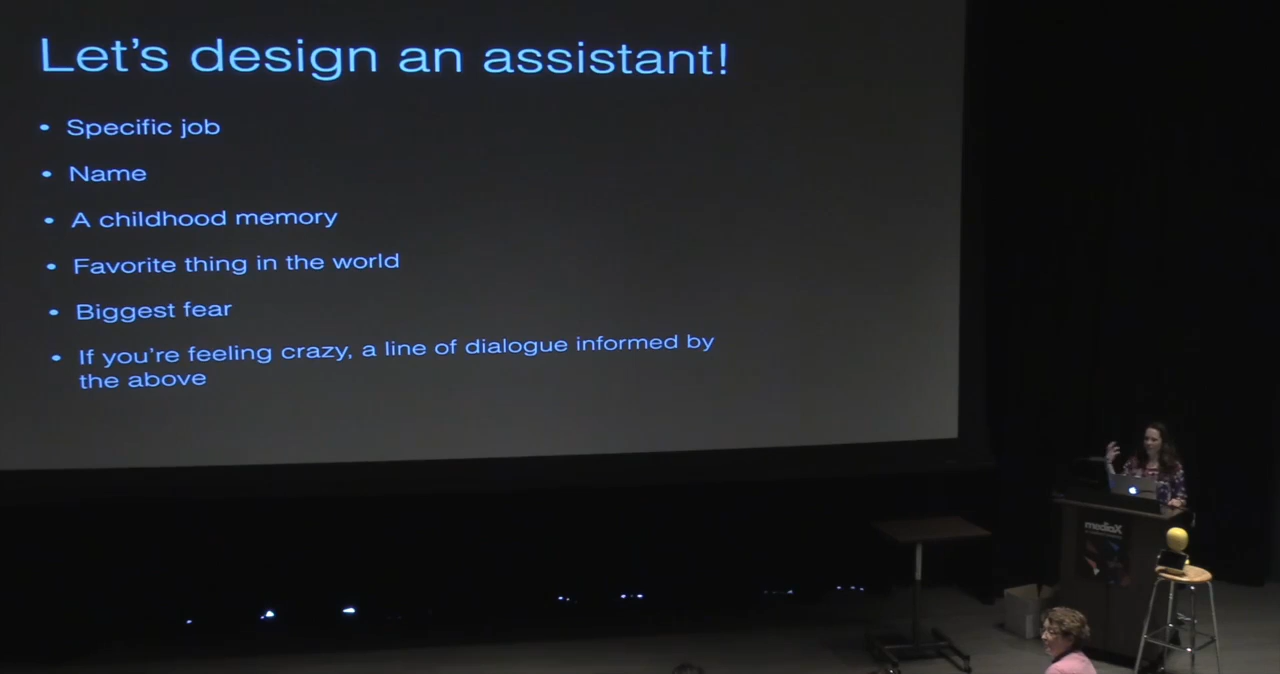 Let's design an assistant!
• Specific job
• Name
• A childhood memory
• Favorite thing in the world
• Biggest fear
• If you're feeling crazy, a line of dialogue informed by
the above
mediaX